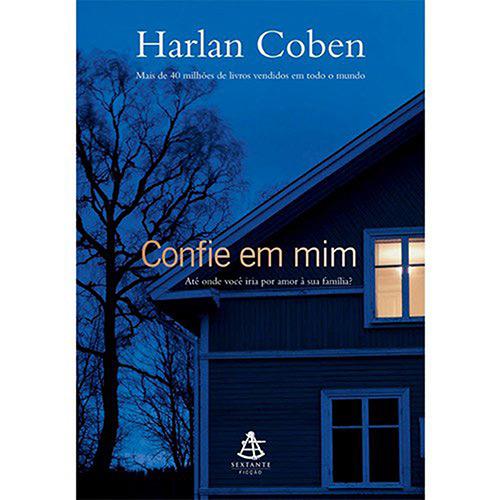 Harlan Coben
Mais de 40 milhões de livros vendidos em todo o mundo
Confie em mim
Até onde você iria por amor à sua família?
SEXTANTE
FICÇÃO